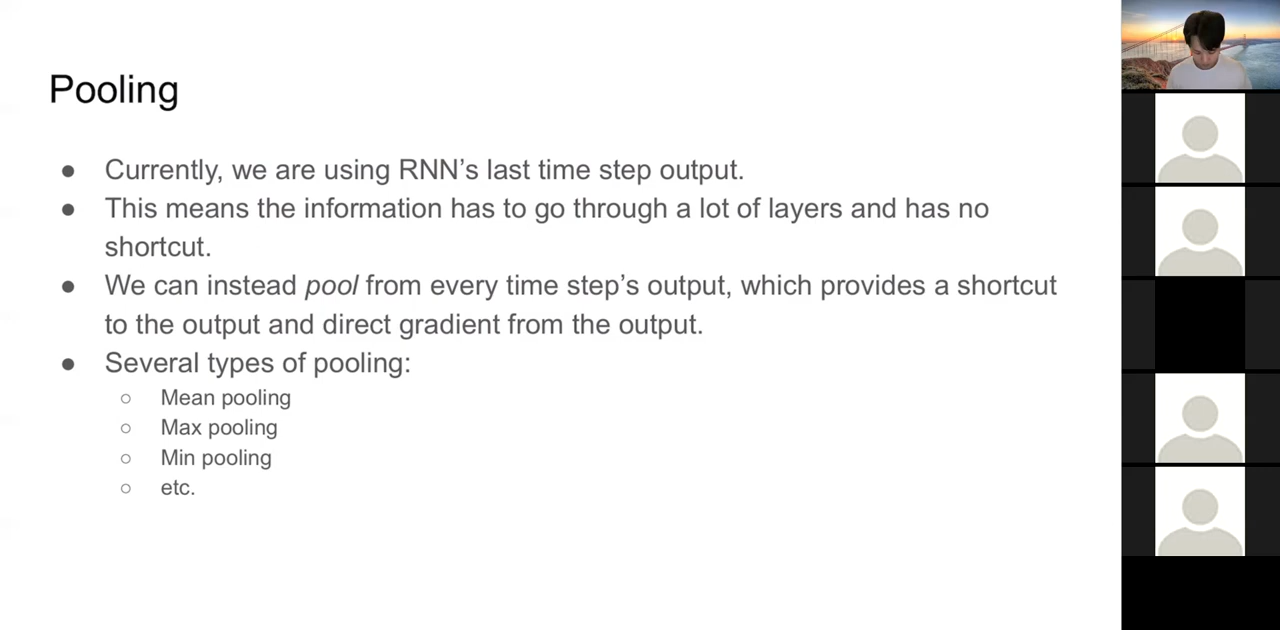 Pooling
● Currently, we are using RNN’s last time step output.
● This means the information has to go through a lot of layers and has no
shortcut.
● We can instead pool from every time step’s output, which provides a shortcut
to the output and direct gradient from the output.
● Several types of pooling:
○ Mean pooling
○ Max pooling
○ Min pooling
○ etc.